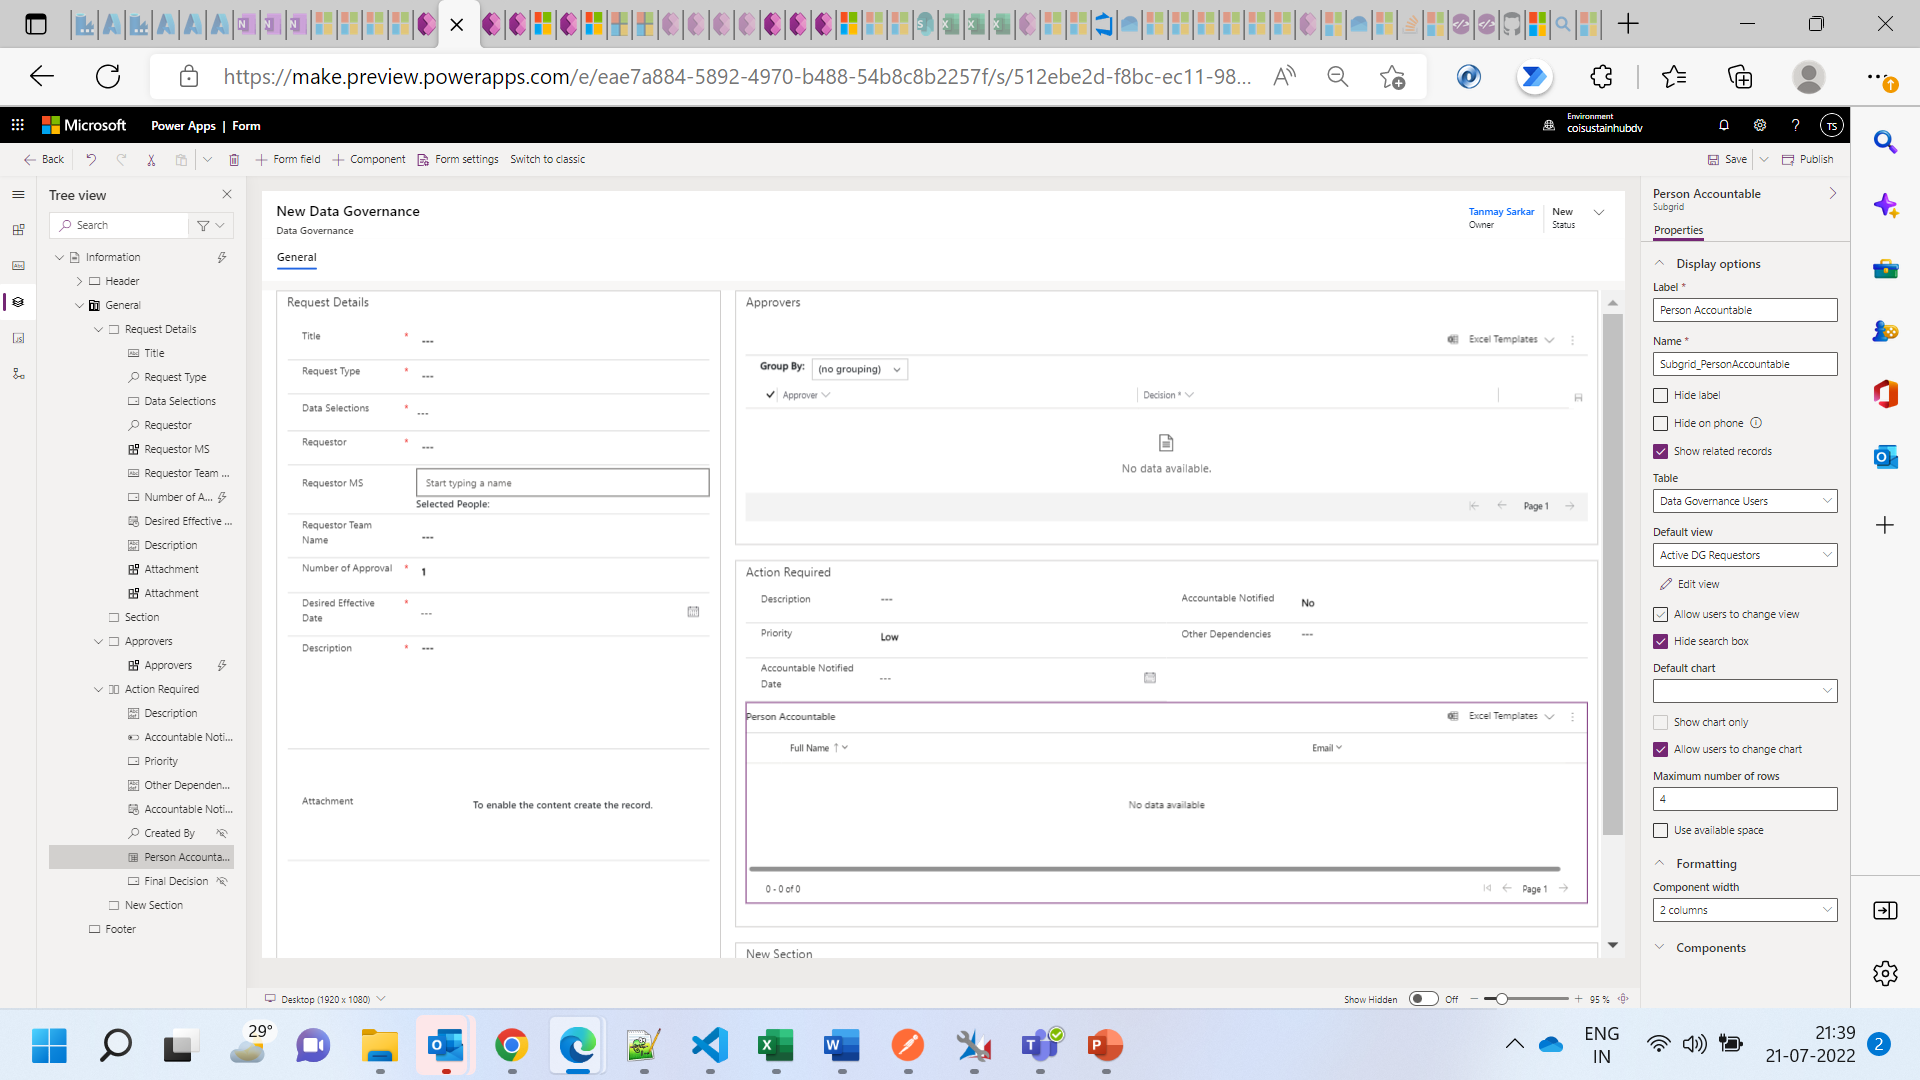 https://make.preview.powerapps.com/e/eae7a884-5892-4970-b488-54b8c8b2257f/s/512ebe2d-f8bc-ec11-98...
Microsoft Power Apps | Form
Environment
coisustainhubdv
? TS
Back
Form field
Component
Form settings
Switch to classic
Save
Publish
Tree view
Search
Information
Header
General
Request Details
Title
Request Type
Data Selections
Requestor
Requestor MS
Requestor Team ...
Number of A...
Desired Effective ...
Description
Attachment
Attachment
Section
Approvers
Approvers
Action Required
Description
Accountable Noti...
Priority
Other Dependen...
Accountable Noti...
Created By
Person Accounta...
Final Decision
New Section
Footer
New Data Governance
Data Governance
Tanmay Sarkar
Owner
New
Status
General
Request Details
Title * ---
Request Type * ---
Data Selections * ---
Requestor * ---
Requestor MS Start typing a name
Selected People:
Requestor Team
Name ---
Number of Approval * 1
Desired Effective
Date * ---
Description * ---
Attachment To enable the content create the record.
Approvers
Excel Templates
Group By: (no grouping)
Approver Decision *
No data available.
Page 1
Action Required
Description --- Accountable Notified No
Priority Low Other Dependencies ---
Accountable Notified
Date ---
Person Accountable Excel Templates
Full Name ↑ Email
No data available
0 - 0 of 0 Page 1
New Section
Desktop (1920 x 1080)
Show Hidden Off − + 95 %
Person Accountable
Subgrid
Properties
Display options
Label *
Person Accountable
Name *
Subgrid_PersonAccountable
Hide label
Hide on phone
Show related records
Table
Data Governance Users
Default view
Active DG Requestors
Edit view
Allow users to change view
Hide search box
Default chart
Show chart only
Allow users to change chart
Maximum number of rows
4
Use available space
Formatting
Component width
2 columns
Components
29°
ENG
IN
21:39
21-07-2022
2